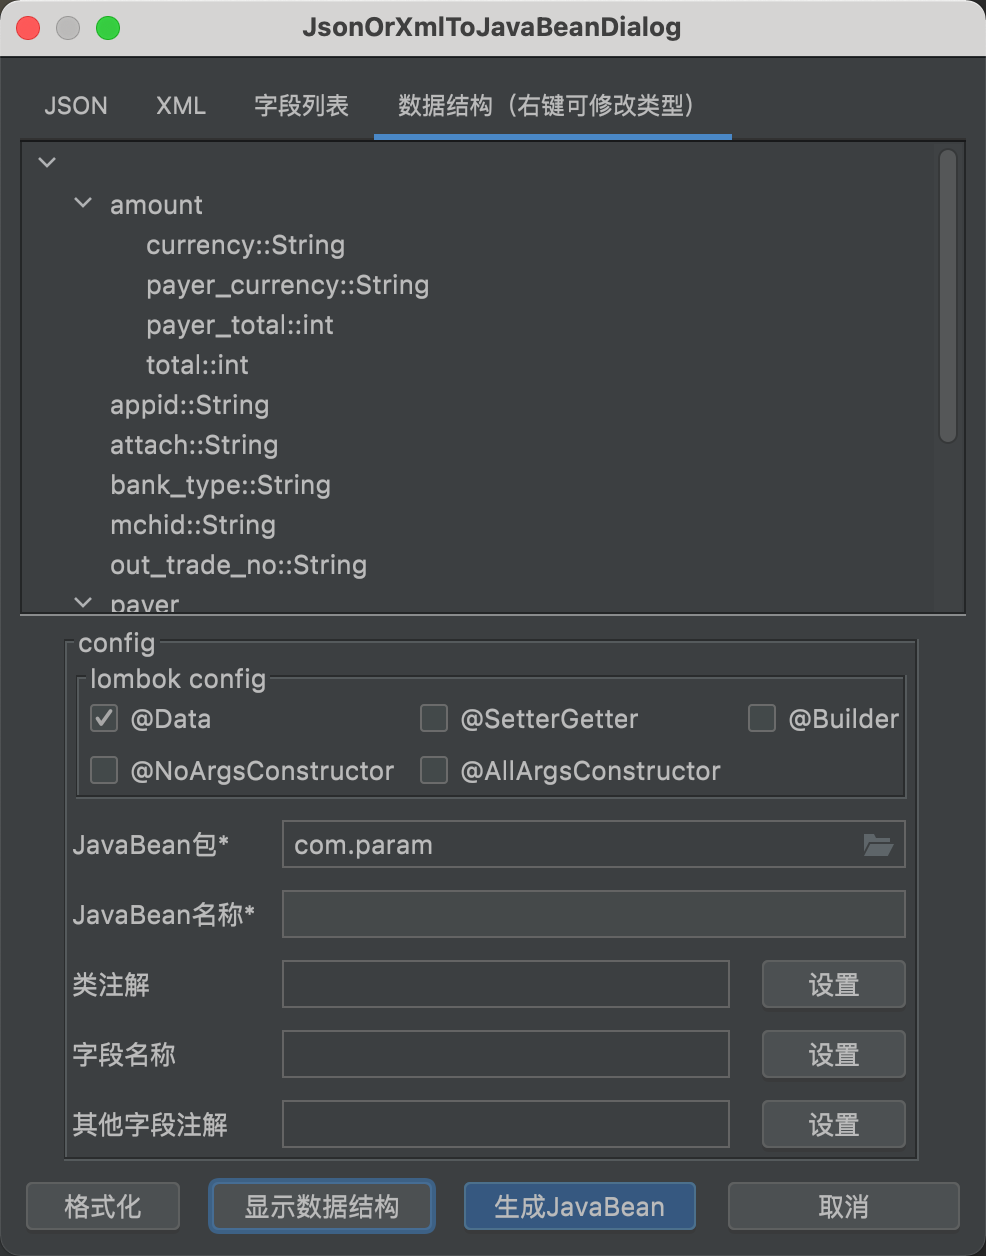 JsonOrXmlToJavaBeanDialog
JSON XML 字段列表 数据结构（右键可修改类型）
amount
currency::String
payer_currency::String
payer_total::int
total::int
appid::String
attach::String
bank_type::String
mchid::String
out_trade_no::String
payer
config
lombok config
@Data @SetterGetter @Builder
@NoArgsConstructor @AllArgsConstructor
JavaBean包* com.param
JavaBean名称*
类注解 设置
字段名称 设置
其他字段注解 设置
格式化 显示数据结构 生成JavaBean 取消